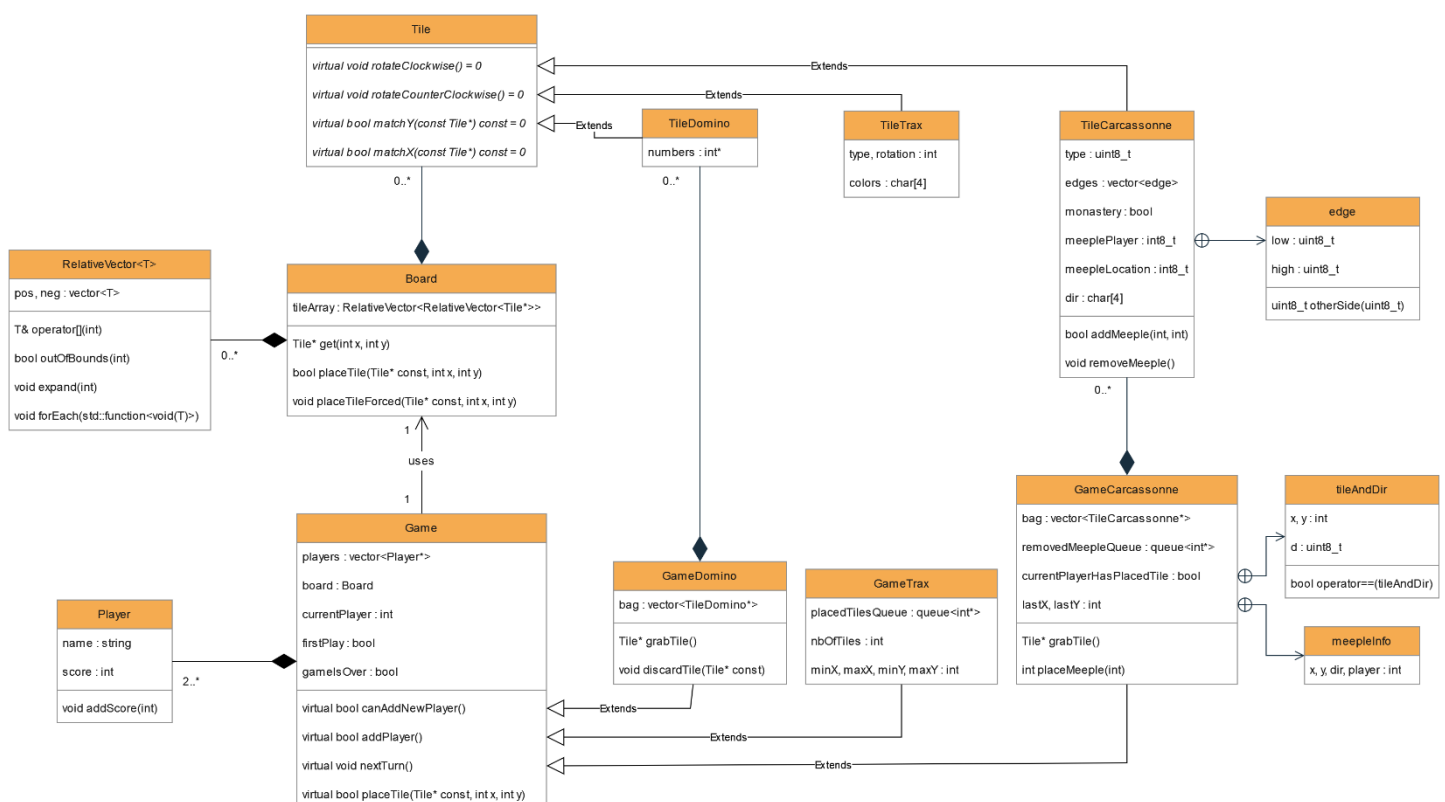 Tile
virtual void rotateClockwise() = 0
virtual void rotateCounterClockwise() = 0
virtual bool matchY(const Tile*) const = 0
virtual bool matchX(const Tile*) const = 0
Extends
Extends
Extends
TileDomino
numbers : int*
TileTrax
type, rotation : int
colors : char[4]
TileCarcassonne
type : uint8_t
edges : vector<edge>
monastery : bool
meeplePlayer : int8_t
meepleLocation : int8_t
dir : char[4]
bool addMeeple(int, int)
void removeMeeple()
edge
low : uint8_t
high : uint8_t
uint8_t otherSide(uint8_t)
0..*
0..*
0..*
RelativeVector<T>
pos, neg : vector<T>
T& operator[](int)
bool outOfBounds(int)
void expand(int)
void forEach(std::function<void(T)>)
0..*
Board
tileArray : RelativeVector<RelativeVector<Tile*>>
Tile* get(int x, int y)
bool placeTile(Tile* const, int x, int y)
void placeTileForced(Tile* const, int x, int y)
1
uses
1
Game
players : vector<Player*>
board : Board
currentPlayer : int
firstPlay : bool
gameIsOver : bool
virtual bool canAddNewPlayer()
virtual bool addPlayer()
virtual void nextTurn()
virtual bool placeTile(Tile* const, int x, int y)
Player
name : string
score : int
void addScore(int)
2..*
GameDomino
bag : vector<TileDomino*>
Tile* grabTile()
void discardTile(Tile* const)
GameTrax
placedTilesQueue : queue<int*>
nbOfTiles : int
minX, maxX, minY, maxY : int
GameCarcassonne
bag : vector<TileCarcassonne*>
removedMeepleQueue : queue<int*>
currentPlayerHasPlacedTile : bool
lastX, lastY : int
Tile* grabTile()
int placeMeeple(int)
tileAndDir
x, y : int
d : uint8_t
bool operator==(tileAndDir)
meepleInfo
x, y, dir, player : int
Extends
Extends
Extends